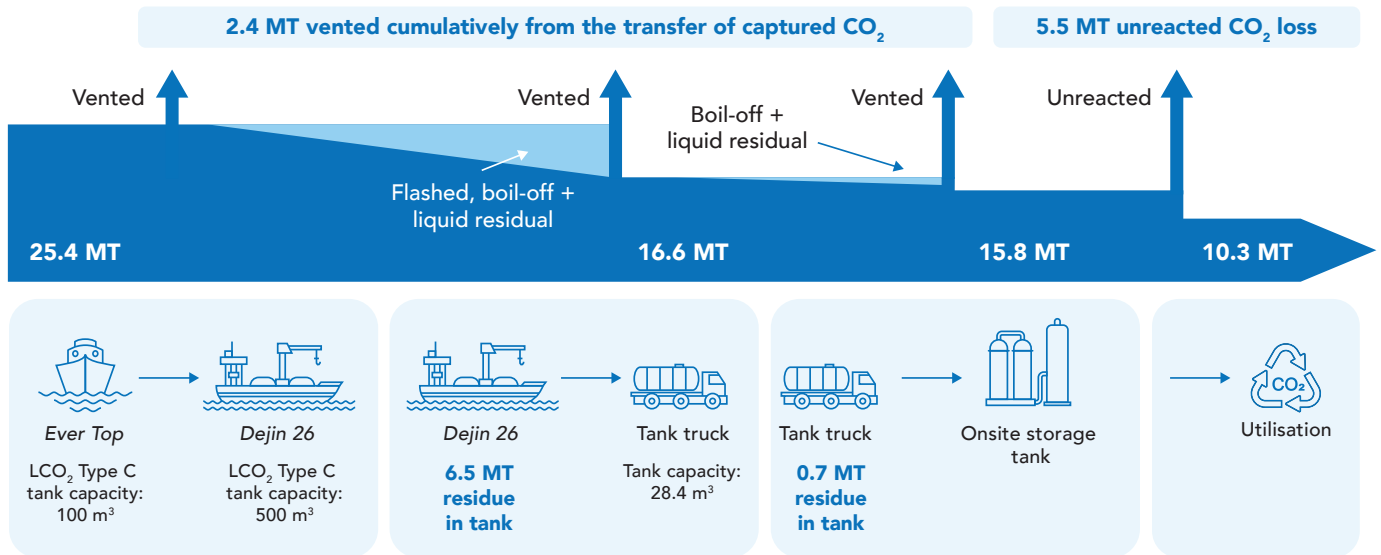 2.4 MT vented cumulatively from the transfer of captured CO₂
5.5 MT unreacted CO₂ loss
Vented
Vented
Vented
Unreacted
Boil-off +
liquid residual
Flashed, boil-off +
liquid residual
25.4 MT
16.6 MT
15.8 MT
10.3 MT
Ever Top
LCO₂ Type C
tank capacity:
100 m³
Dejin 26
LCO₂ Type C
tank capacity:
500 m³
Dejin 26
6.5 MT
residue
in tank
Tank truck
Tank capacity:
28.4 m³
Tank truck
0.7 MT
residue
in tank
Onsite storage
tank
CO₂
Utilisation